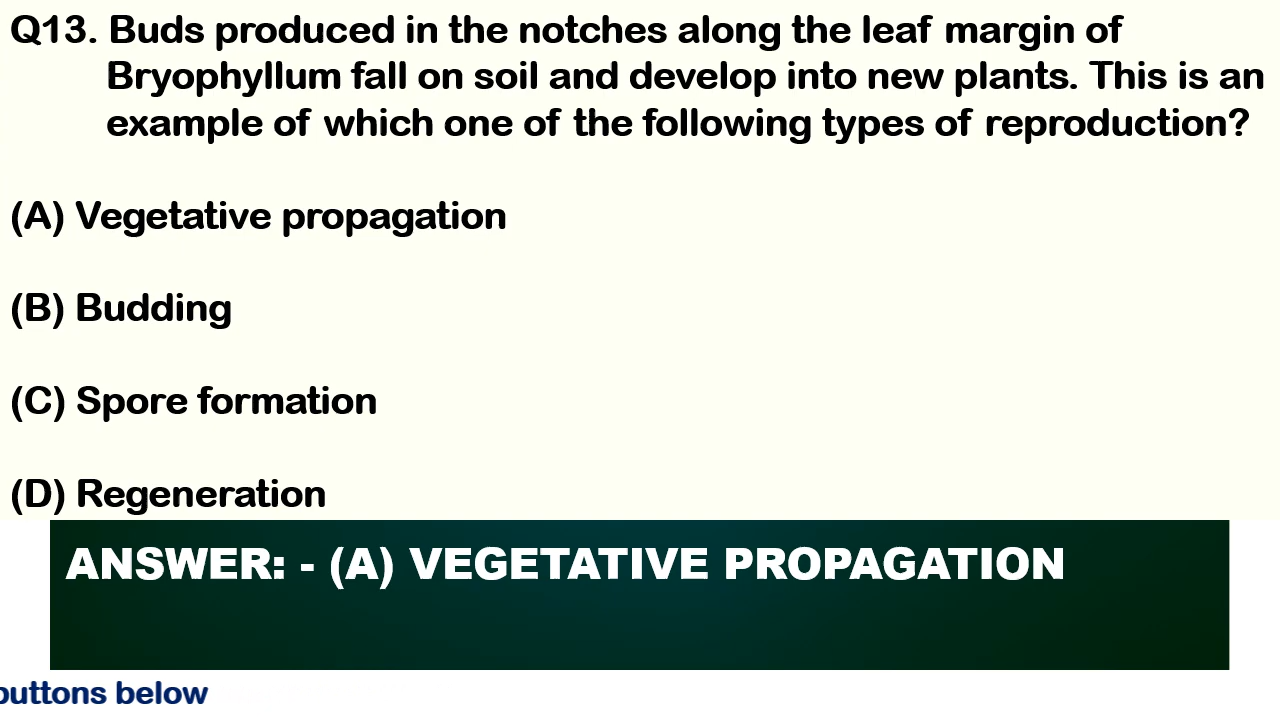 Q13. Buds produced in the notches along the leaf margin of
Bryophyllum fall on soil and develop into new plants. This is an
example of which one of the following types of reproduction?
(A) Vegetative propagation
(B) Budding
(C) Spore formation
(D) Regeneration
ANSWER: - (A) VEGETATIVE PROPAGATION
buttons below